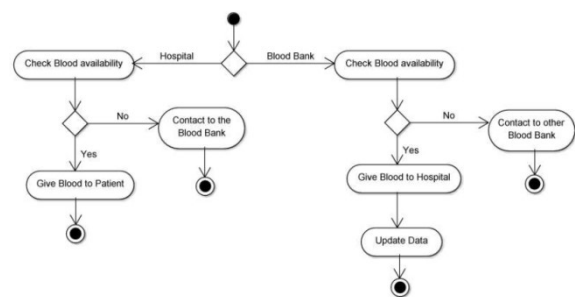 Hospital
Blood Bank
Check Blood availability
Check Blood availability
No
Contact to the
Blood Bank
No
Contact to other
Blood Bank
Yes
Yes
Give Blood to Patient
Give Blood to Hospital
Update Data